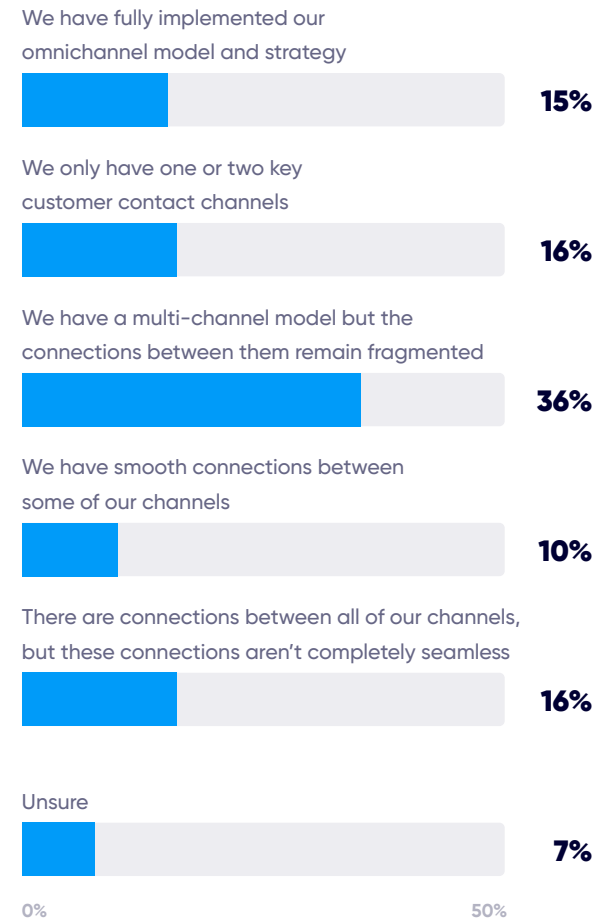 We have fully implemented our
omnichannel model and strategy
15%
We only have one or two key
customer contact channels
16%
We have a multi-channel model but the
connections between them remain fragmented
36%
We have smooth connections between
some of our channels
10%
There are connections between all of our channels,
but these connections aren’t completely seamless
16%
Unsure
7%
0% 50%